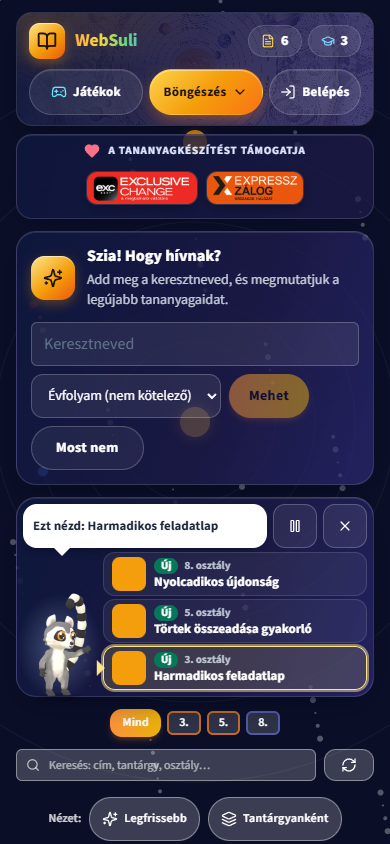 WebSuli
6
3
Játékok
Böngészés
Belépés
A TANANYAGKÉSZÍTÉST TÁMOGATJA
exc
EXCLUSIVE
CHANGE
EXPRESSZ
ZÁLOG
Szia! Hogy hívnak?
Add meg a keresztneved, és megmutatjuk a
legújabb tananyagaidat.
Keresztneved
Évfolyam (nem kötelező)
Mehet
Most nem
Ezt nézd: Harmadikos feladatlap
Új 8. osztály
Nyolcadikos újdonság
Új 5. osztály
Törtek összeadása gyakorló
Új 3. osztály
Harmadikos feladatlap
Mind
3.
5.
8.
Keresés: cím, tantárgy, osztály...
Nézet:
Legfrissebb
Tantárgyanként